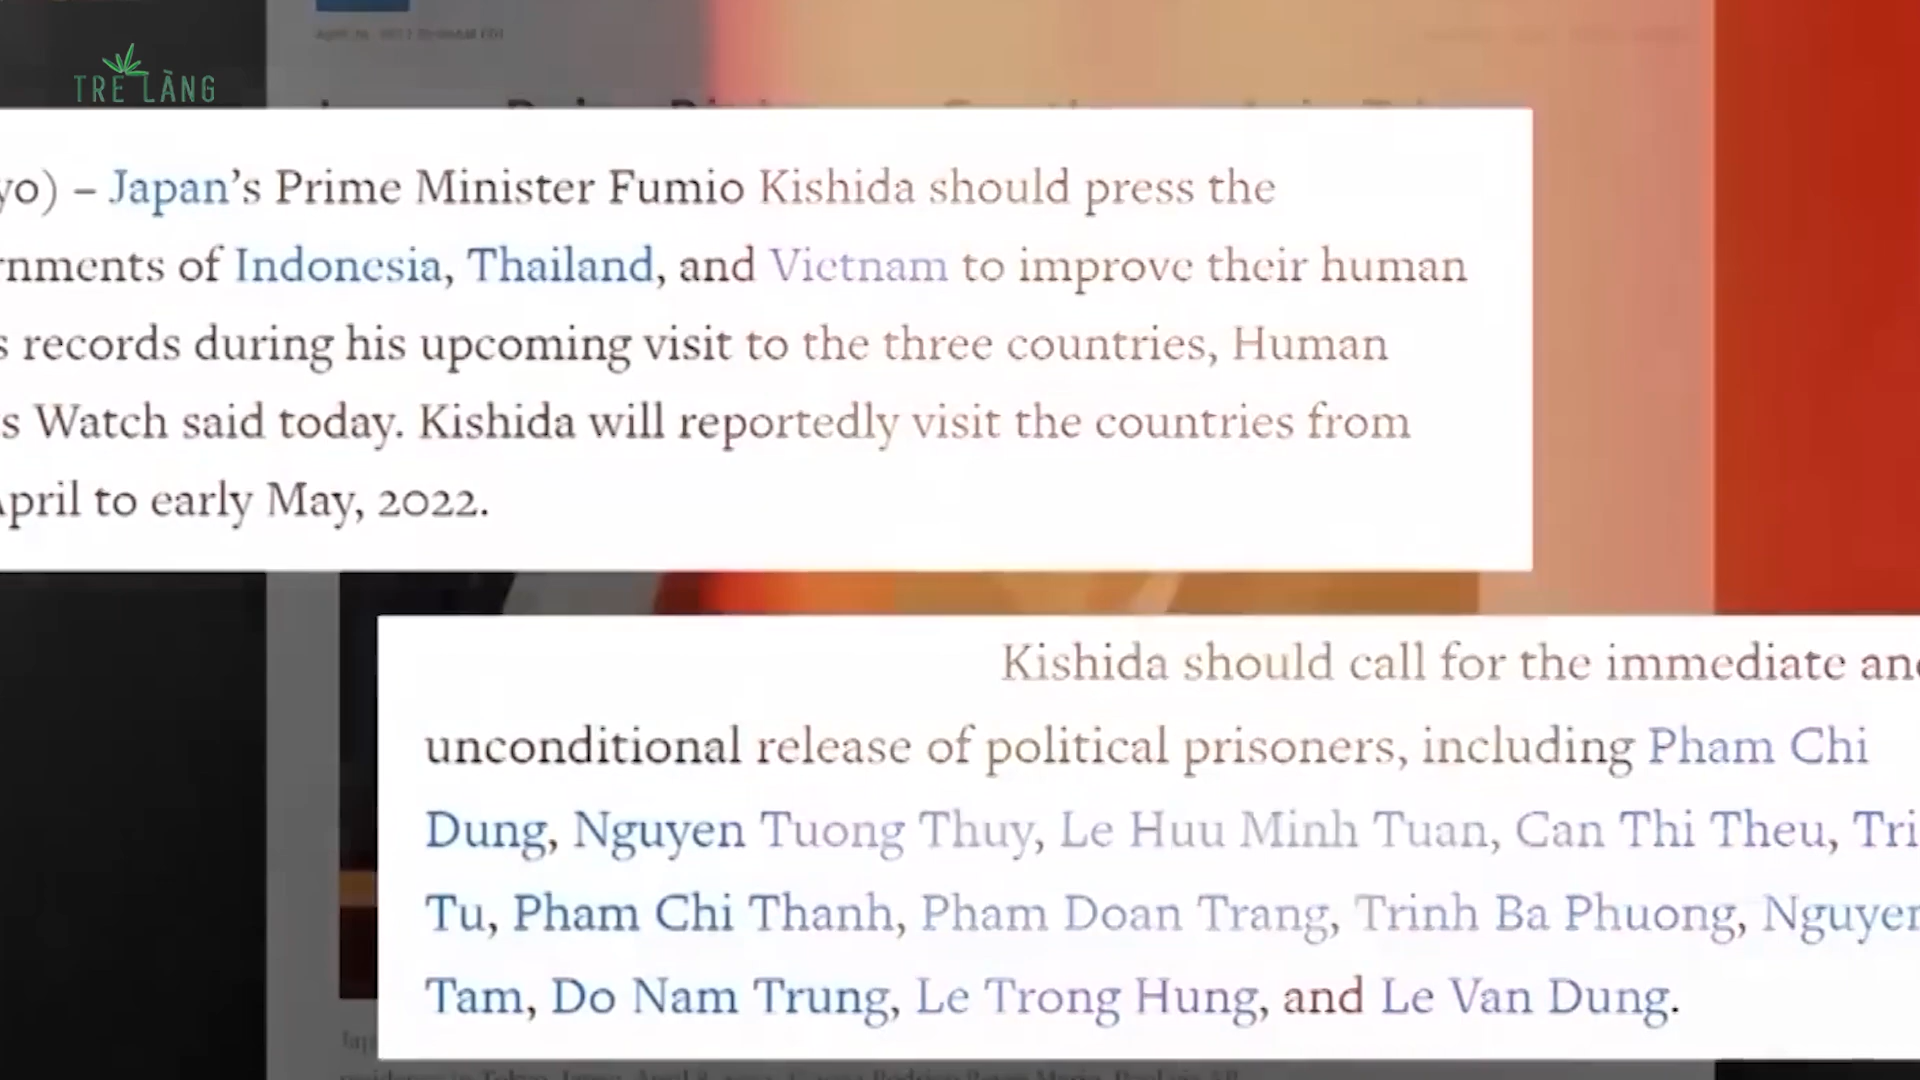 TRE LÀNG
yo) – Japan’s Prime Minister Fumio Kishida should press the
rnments of Indonesia, Thailand, and Vietnam to improve their human
s records during his upcoming visit to the three countries, Human
s Watch said today. Kishida will reportedly visit the countries from
April to early May, 2022.
Kishida should call for the immediate and
unconditional release of political prisoners, including Pham Chi
Dung, Nguyen Tuong Thuy, Le Huu Minh Tuan, Can Thi Theu, Tri
Tu, Pham Chi Thanh, Pham Doan Trang, Trinh Ba Phuong, Nguyen
Tam, Do Nam Trung, Le Trong Hung, and Le Van Dung.